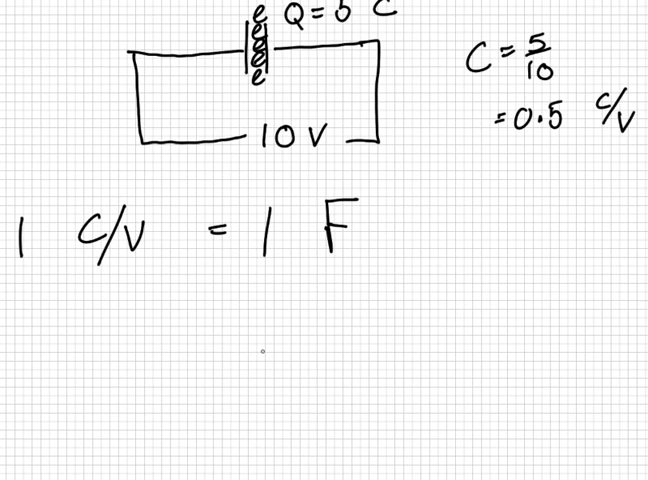 e Q = 5 C
e
e
e
e
10 V
C = 5/10
= 0.5 C/V
1 C/V = 1 F